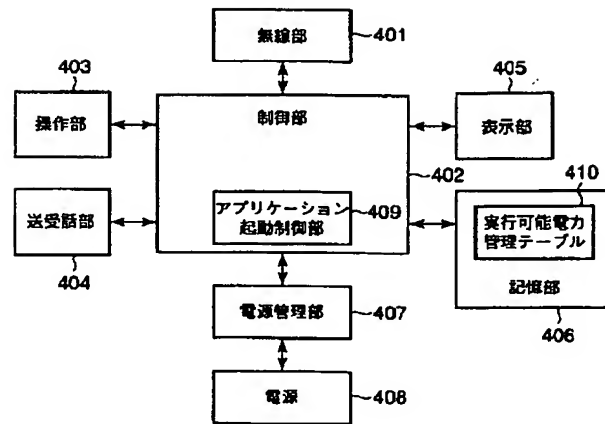 無線部
401
403
操作部
制御部
405
表示部
402
送受話部
404
アプリケーション
起動制御部
409
410
実行可能電力
管理テーブル
記憶部
406
電源管理部
407
電源
408